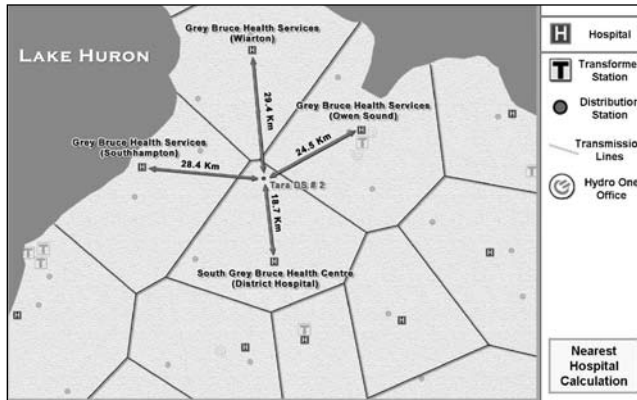 Grey Bruce Health Services
(Wiarton)
LAKE HURON
29.4 Km
Grey Bruce Health Services
(Owen Sound)
24.5 Km
Grey Bruce Health Services
(Southhampton)
28.4 Km
Tara DS # 2
18.7 Km
South Grey Bruce Health Centre
(District Hospital)
H
H
H
H
H
H
H
H
H
H
T
T
T
T
T
T
H Hospital
T Transforme
Station
Distribution
Station
Transmission
Lines
Hydro One
Office
Nearest
Hospital
Calculation